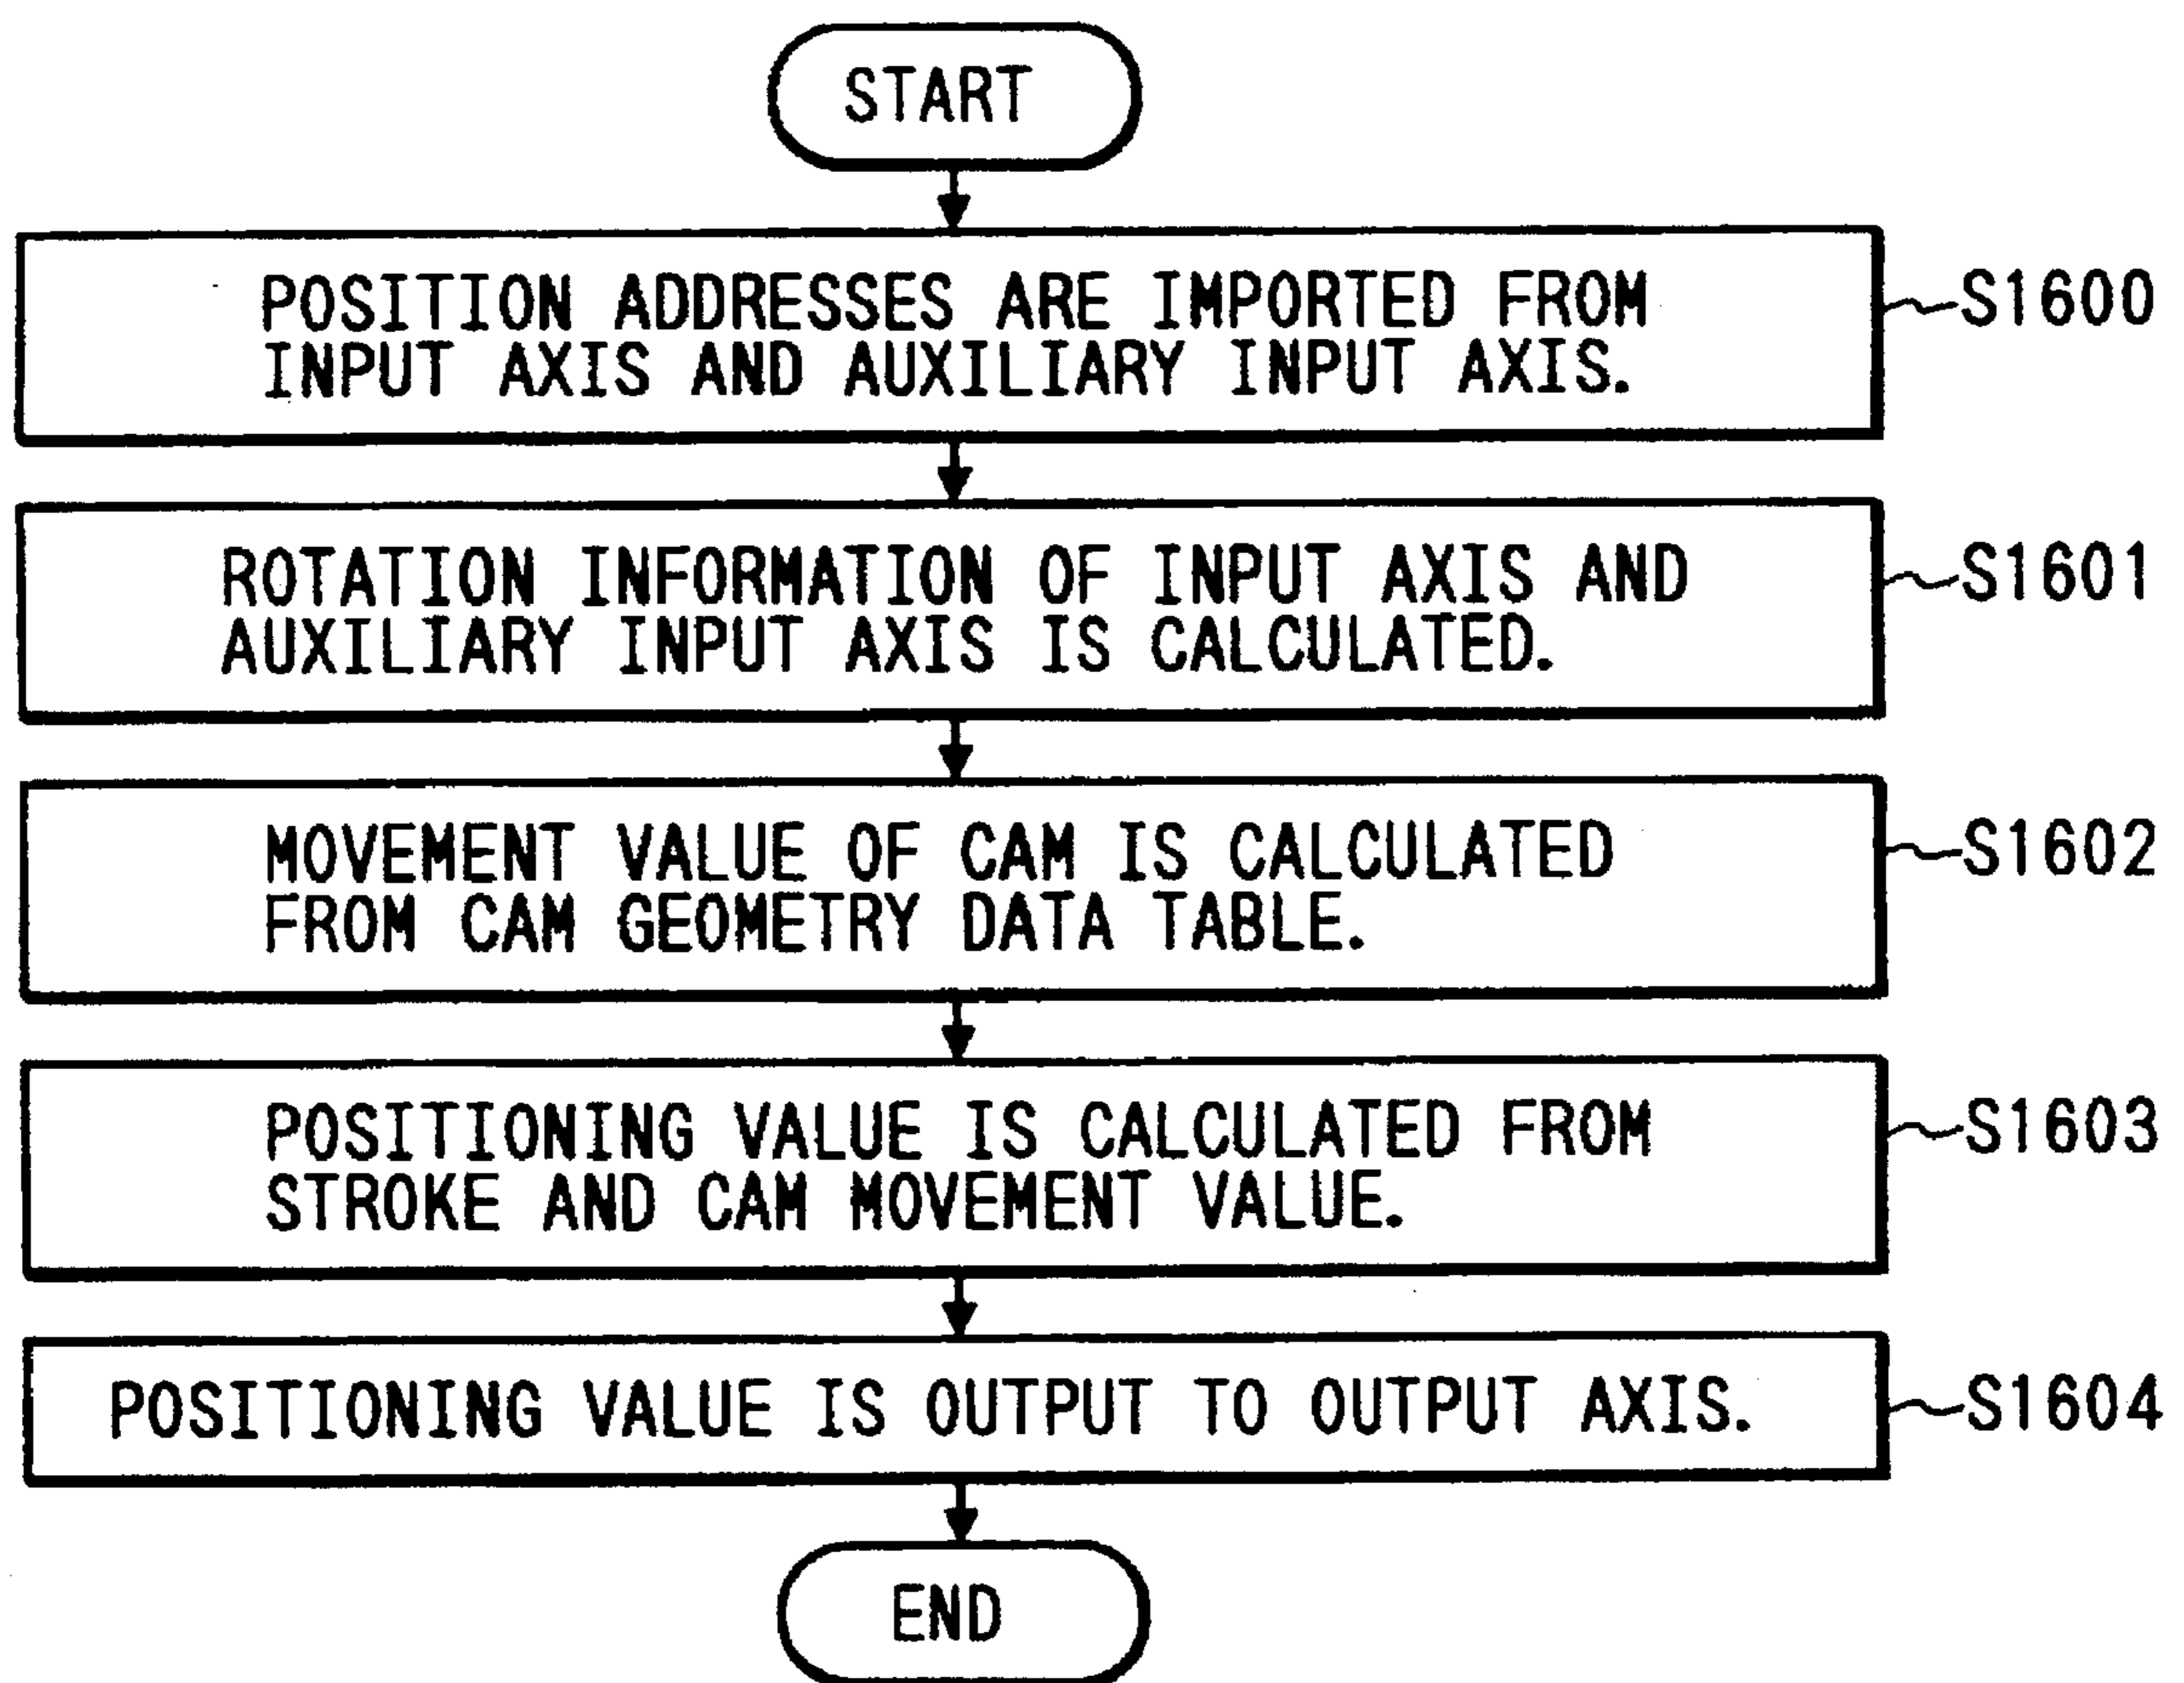 START
POSITION ADDRESSES ARE IMPORTED FROM
INPUT AXIS AND AUXILIARY INPUT AXIS.
S1600
ROTATION INFORMATION OF INPUT AXIS AND
AUXILIARY INPUT AXIS IS CALCULATED.
S1601
MOVEMENT VALUE OF CAM IS CALCULATED
FROM CAM GEOMETRY DATA TABLE.
S1602
POSITIONING VALUE IS CALCULATED FROM
STROKE AND CAM MOVEMENT VALUE.
S1603
POSITIONING VALUE IS OUTPUT TO OUTPUT AXIS.
S1604
END